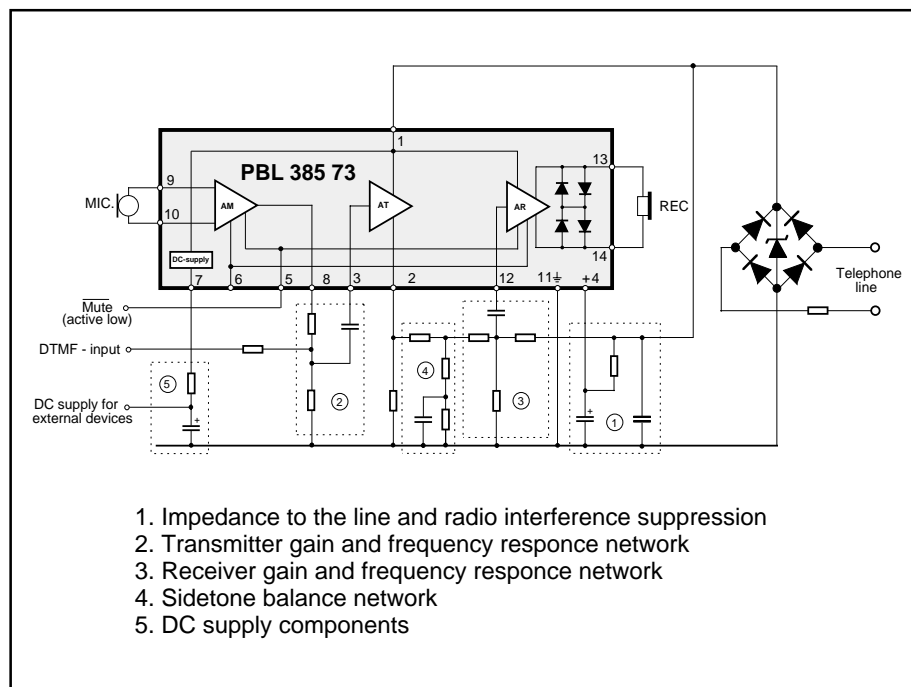 1
PBL 385 73
13
9
MIC.
10
AM
AT
AR
REC
14
DC-supply
7
6
5
8
3
2
12
11
+4
Telephone
line
Mute
(active low)
DTMF - input
5
DC supply for
external devices
+
2
4
3
+
1
1. Impedance to the line and radio interference suppression
2. Transmitter gain and frequency responce network
3. Receiver gain and frequency responce network
4. Sidetone balance network
5. DC supply components